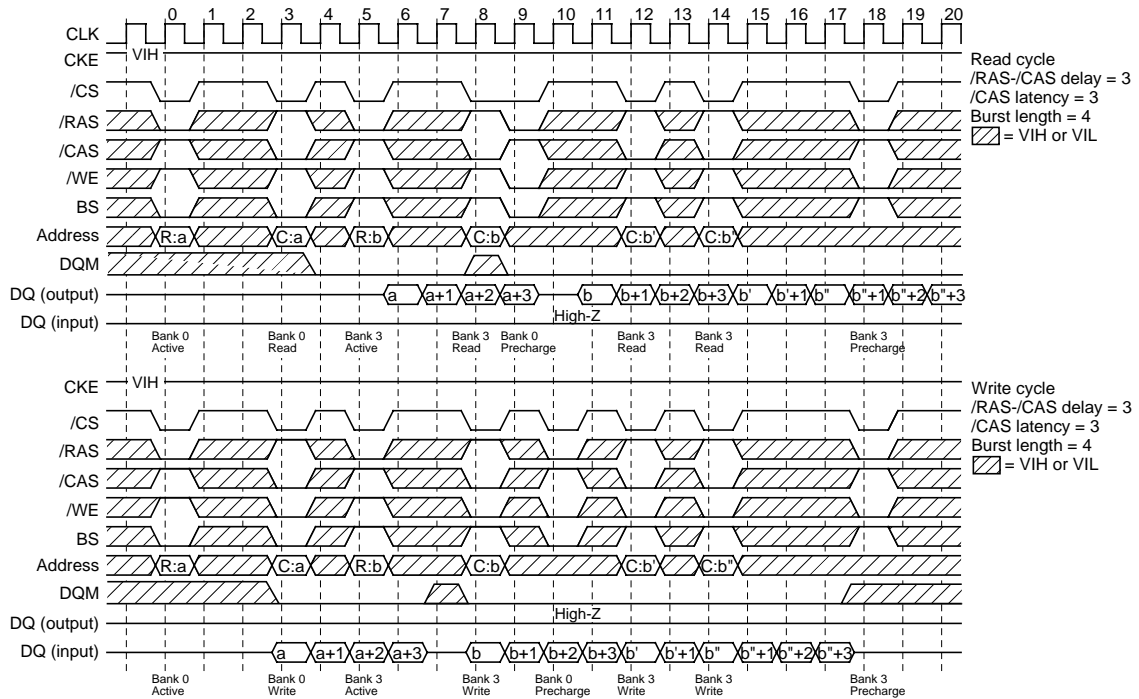 0 1 2 3 4 5 6 7 8 9 10 11 12 13 14 15 16 17 18 19 20
CLK
CKE VIH
/CS
/RAS
/CAS
/WE
BS
Address R:a C:a R:b C:b C:b' C:b"
DQM
DQ (output) a a+1 a+2 a+3 b b+1 b+2 b+3 b' b'+1 b" b"+1 b"+2 b"+3
DQ (input) High-Z
Bank 0 Active
Bank 0 Read
Bank 3 Active
Bank 3 Read
Bank 0 Precharge
Bank 3 Read
Bank 3 Read
Bank 3 Precharge
Read cycle
/RAS-/CAS delay = 3
/CAS latency = 3
Burst length = 4
= VIH or VIL
CKE VIH
/CS
/RAS
/CAS
/WE
BS
Address R:a C:a R:b C:b C:b' C:b"
DQM
High-Z
DQ (output)
DQ (input) a a+1 a+2 a+3 b b+1 b+2 b+3 b' b'+1 b" b"+1 b"+2 b"+3
Bank 0 Active
Bank 0 Write
Bank 3 Active
Bank 3 Write
Bank 0 Precharge
Bank 3 Write
Bank 3 Write
Bank 3 Precharge
Write cycle
/RAS-/CAS delay = 3
/CAS latency = 3
Burst length = 4
= VIH or VIL